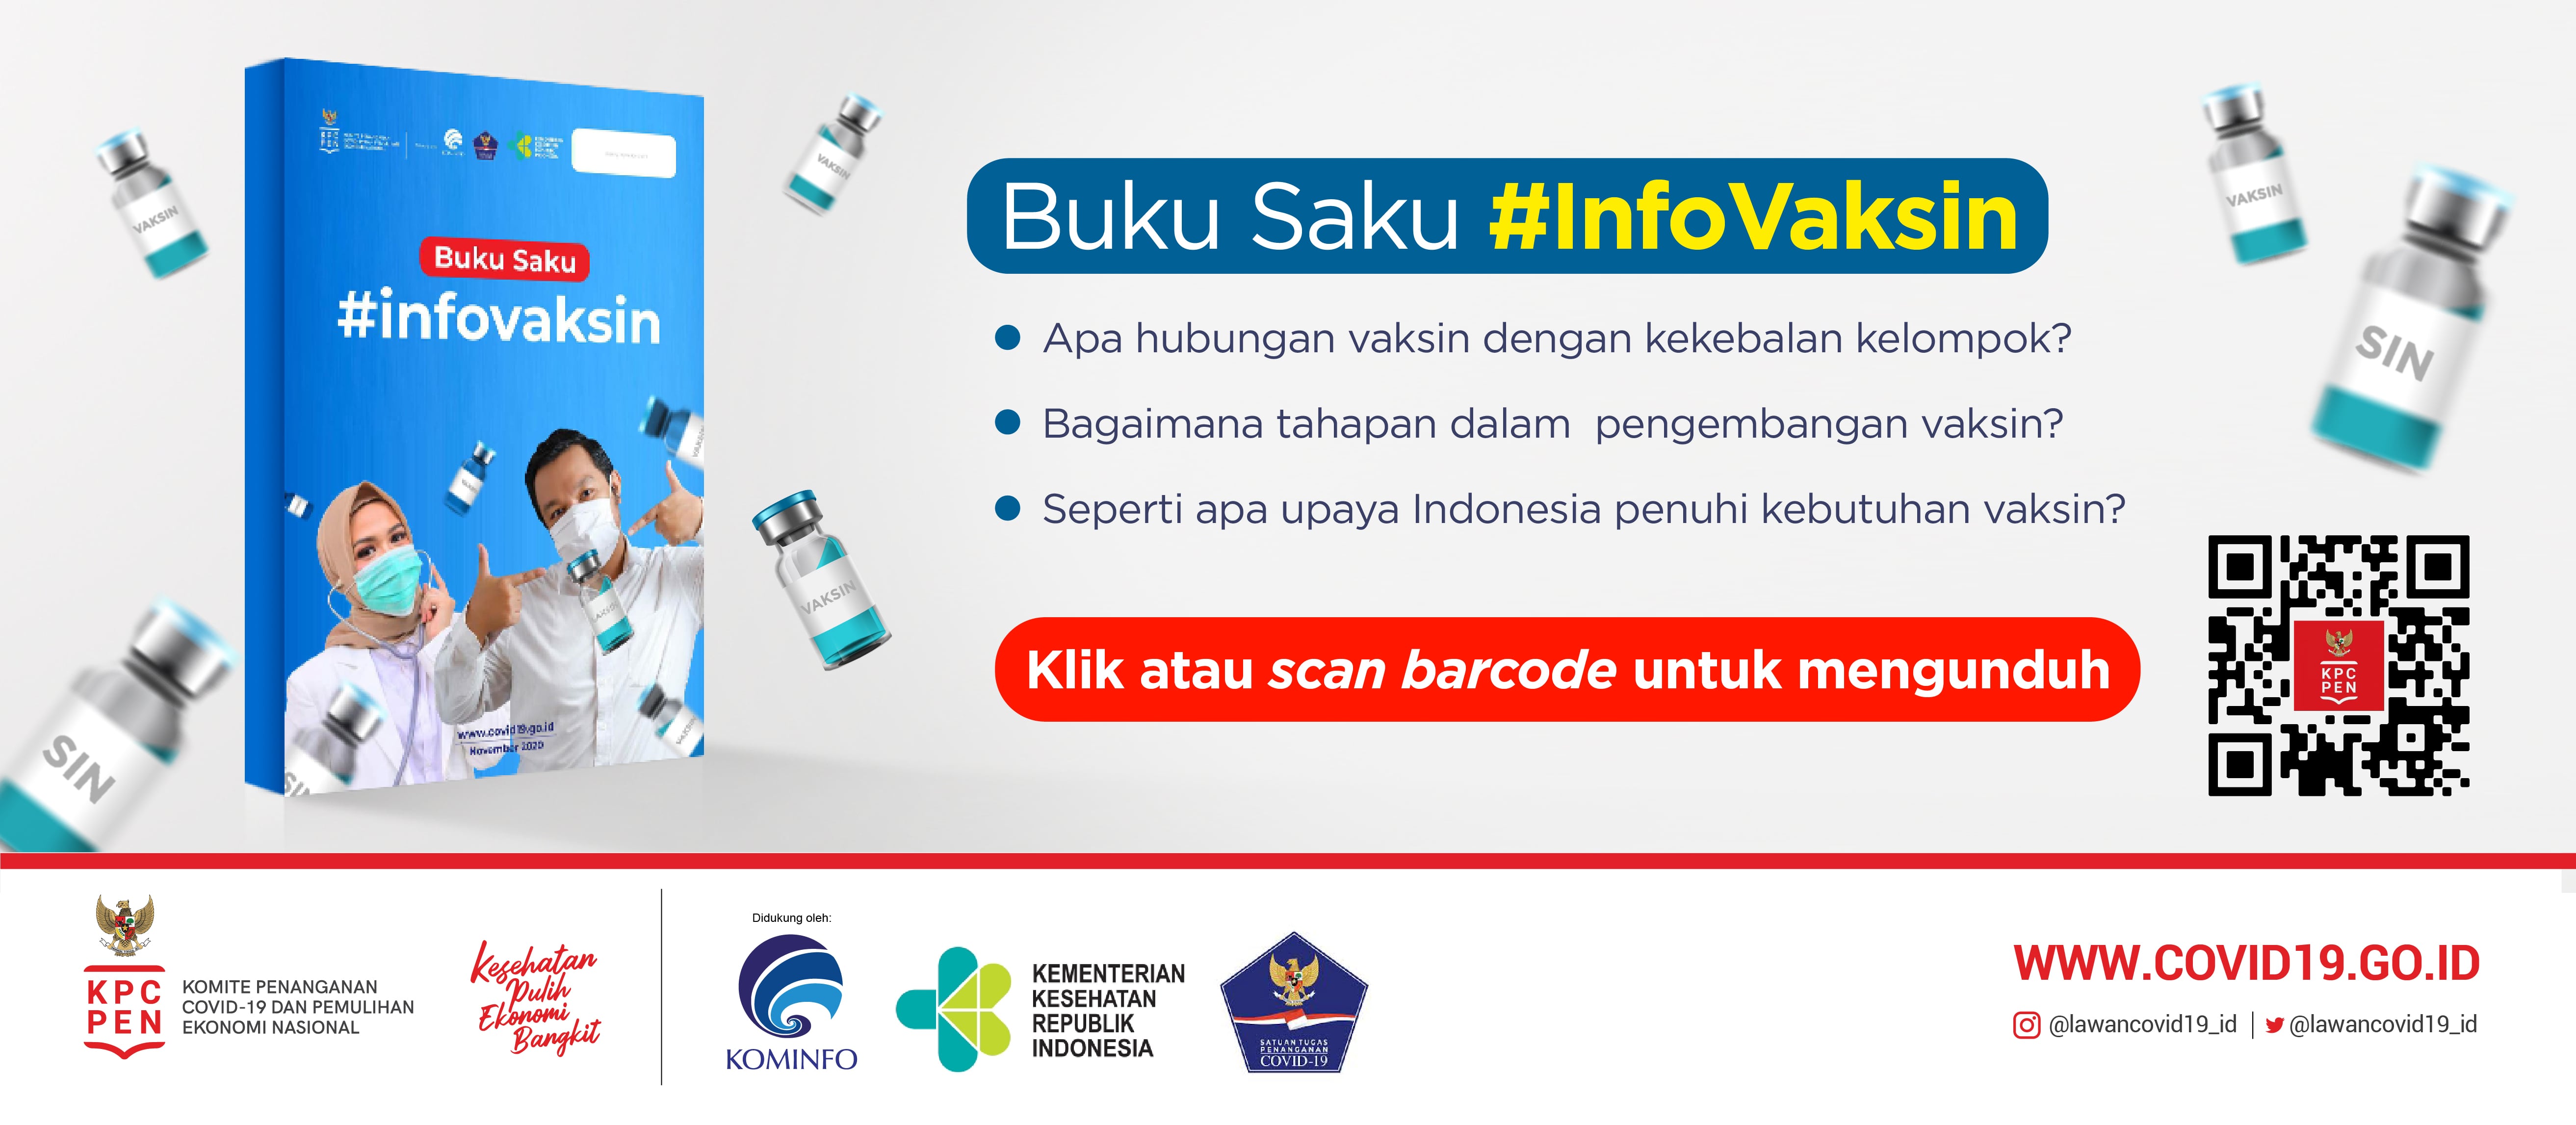 VAKSIN
VAKSIN
VAKSIN
SIN
Buku Saku
#infovaksin
KPC
PEN
www.covid19.go.id
November 2020
VAKSIN
SIN
Buku Saku #InfoVaksin
Apa hubungan vaksin dengan kekebalan kelompok?
Bagaimana tahapan dalam pengembangan vaksin?
Seperti apa upaya Indonesia penuhi kebutuhan vaksin?
Klik atau scan barcode untuk mengunduh
KPC
PEN
KPC
PEN
KOMITE PENANGANAN
COVID-19 DAN PEMULIHAN
EKONOMI NASIONAL
Kesehatan
Pulih
Ekonomi
Bangkit
Didukung oleh:
KOMINFO
KEMENTERIAN
KESEHATAN
REPUBLIK
INDONESIA
SATUAN TUGAS
PENANGANAN
COVID-19
WWW.COVID19.GO.ID
@lawancovid19_id
@lawancovid19_id